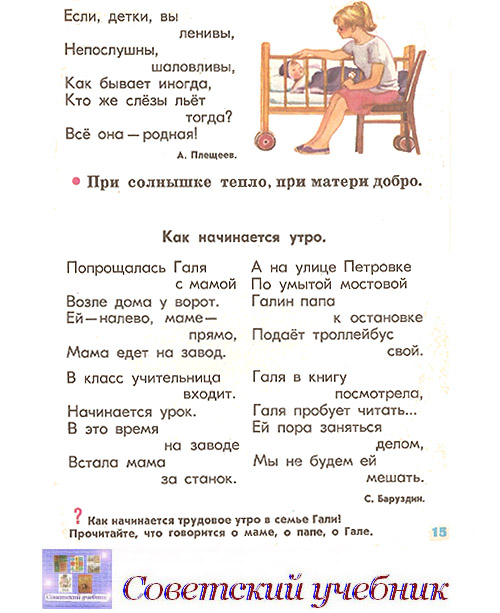 Если, детки, вы
ленивы,
Непослушны,
шаловливы,
Как бывает иногда,
Кто же слёзы льёт
тогда?
Всё она—родная!
А. Плещеев.
• При солнышке тепло, при матери добро.
Как начинается утро.
Попрощалась Галя
с мамой
Возле дома у ворот.
Ей—налево, маме—
прямо,
Мама едет на завод.
В класс учительница
входит.
Начинается урок.
В это время
на заводе
Встала мама
за станок.
А на улице Петровке
По умытой мостовой
Галин папа
к остановке
Подаёт троллейбус
свой.
Галя в книгу
посмотрела,
Галя пробует читать...
Ей пора заняться
делом,
Мы не будем ей
мешать.
С. Баруздин.
? Как начинается трудовое утро в семье Гали?
Прочитайте, что говорится о маме, о папе, о Гале.
15
Советский учебник
Советский учебник